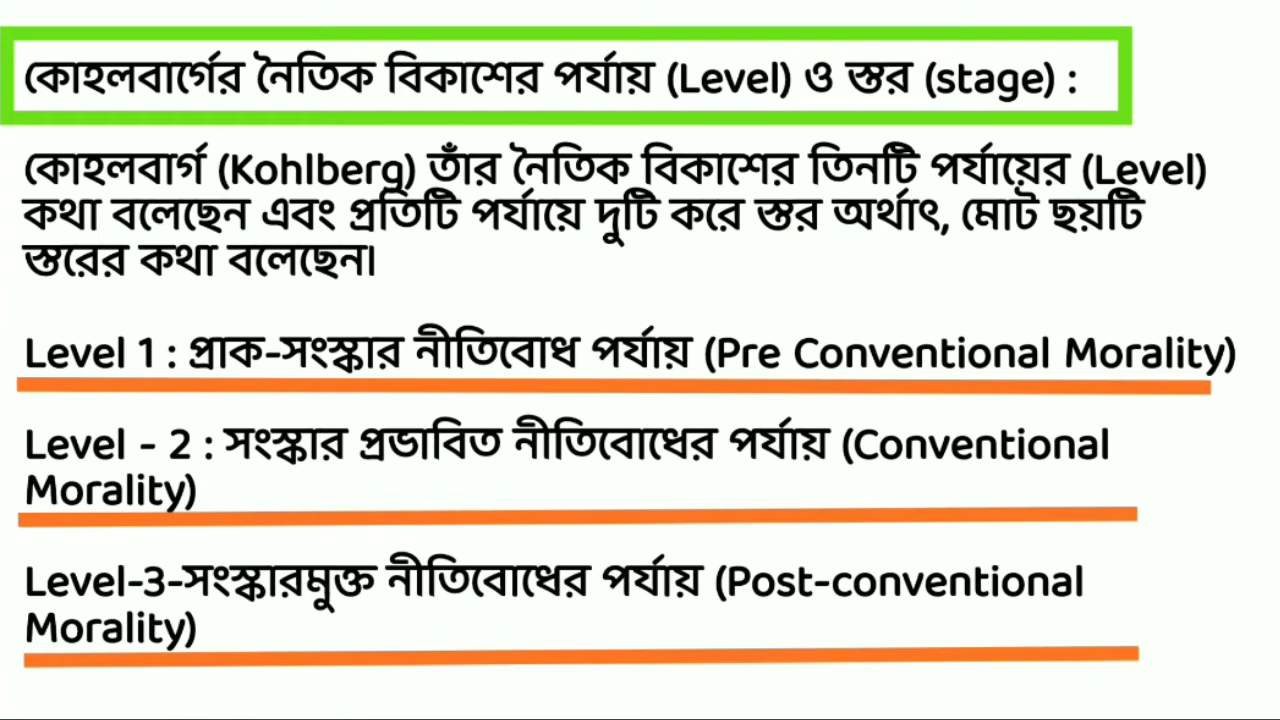 কোহলবার্গের নৈতিক বিকাশের পর্যায় (Level) ও স্তর (stage) :
কোহলবার্গ (Kohlberg) তাঁর নৈতিক বিকাশের তিনটি পর্যায়ের (Level)
কথা বলেছেন এবং প্রতিটি পর্যায়ে দুটি করে স্তর অর্থাৎ, মোট ছয়টি
স্তরের কথা বলেছেন৷
Level 1 : প্রাক-সংস্কার নীতিবোধ পর্যায় (Pre Conventional Morality)
Level - 2 : সংস্কার প্রভাবিত নীতিবোধের পর্যায় (Conventional
Morality)
Level-3-সংস্কারমুক্ত নীতিবোধের পর্যায় (Post-conventional
Morality)